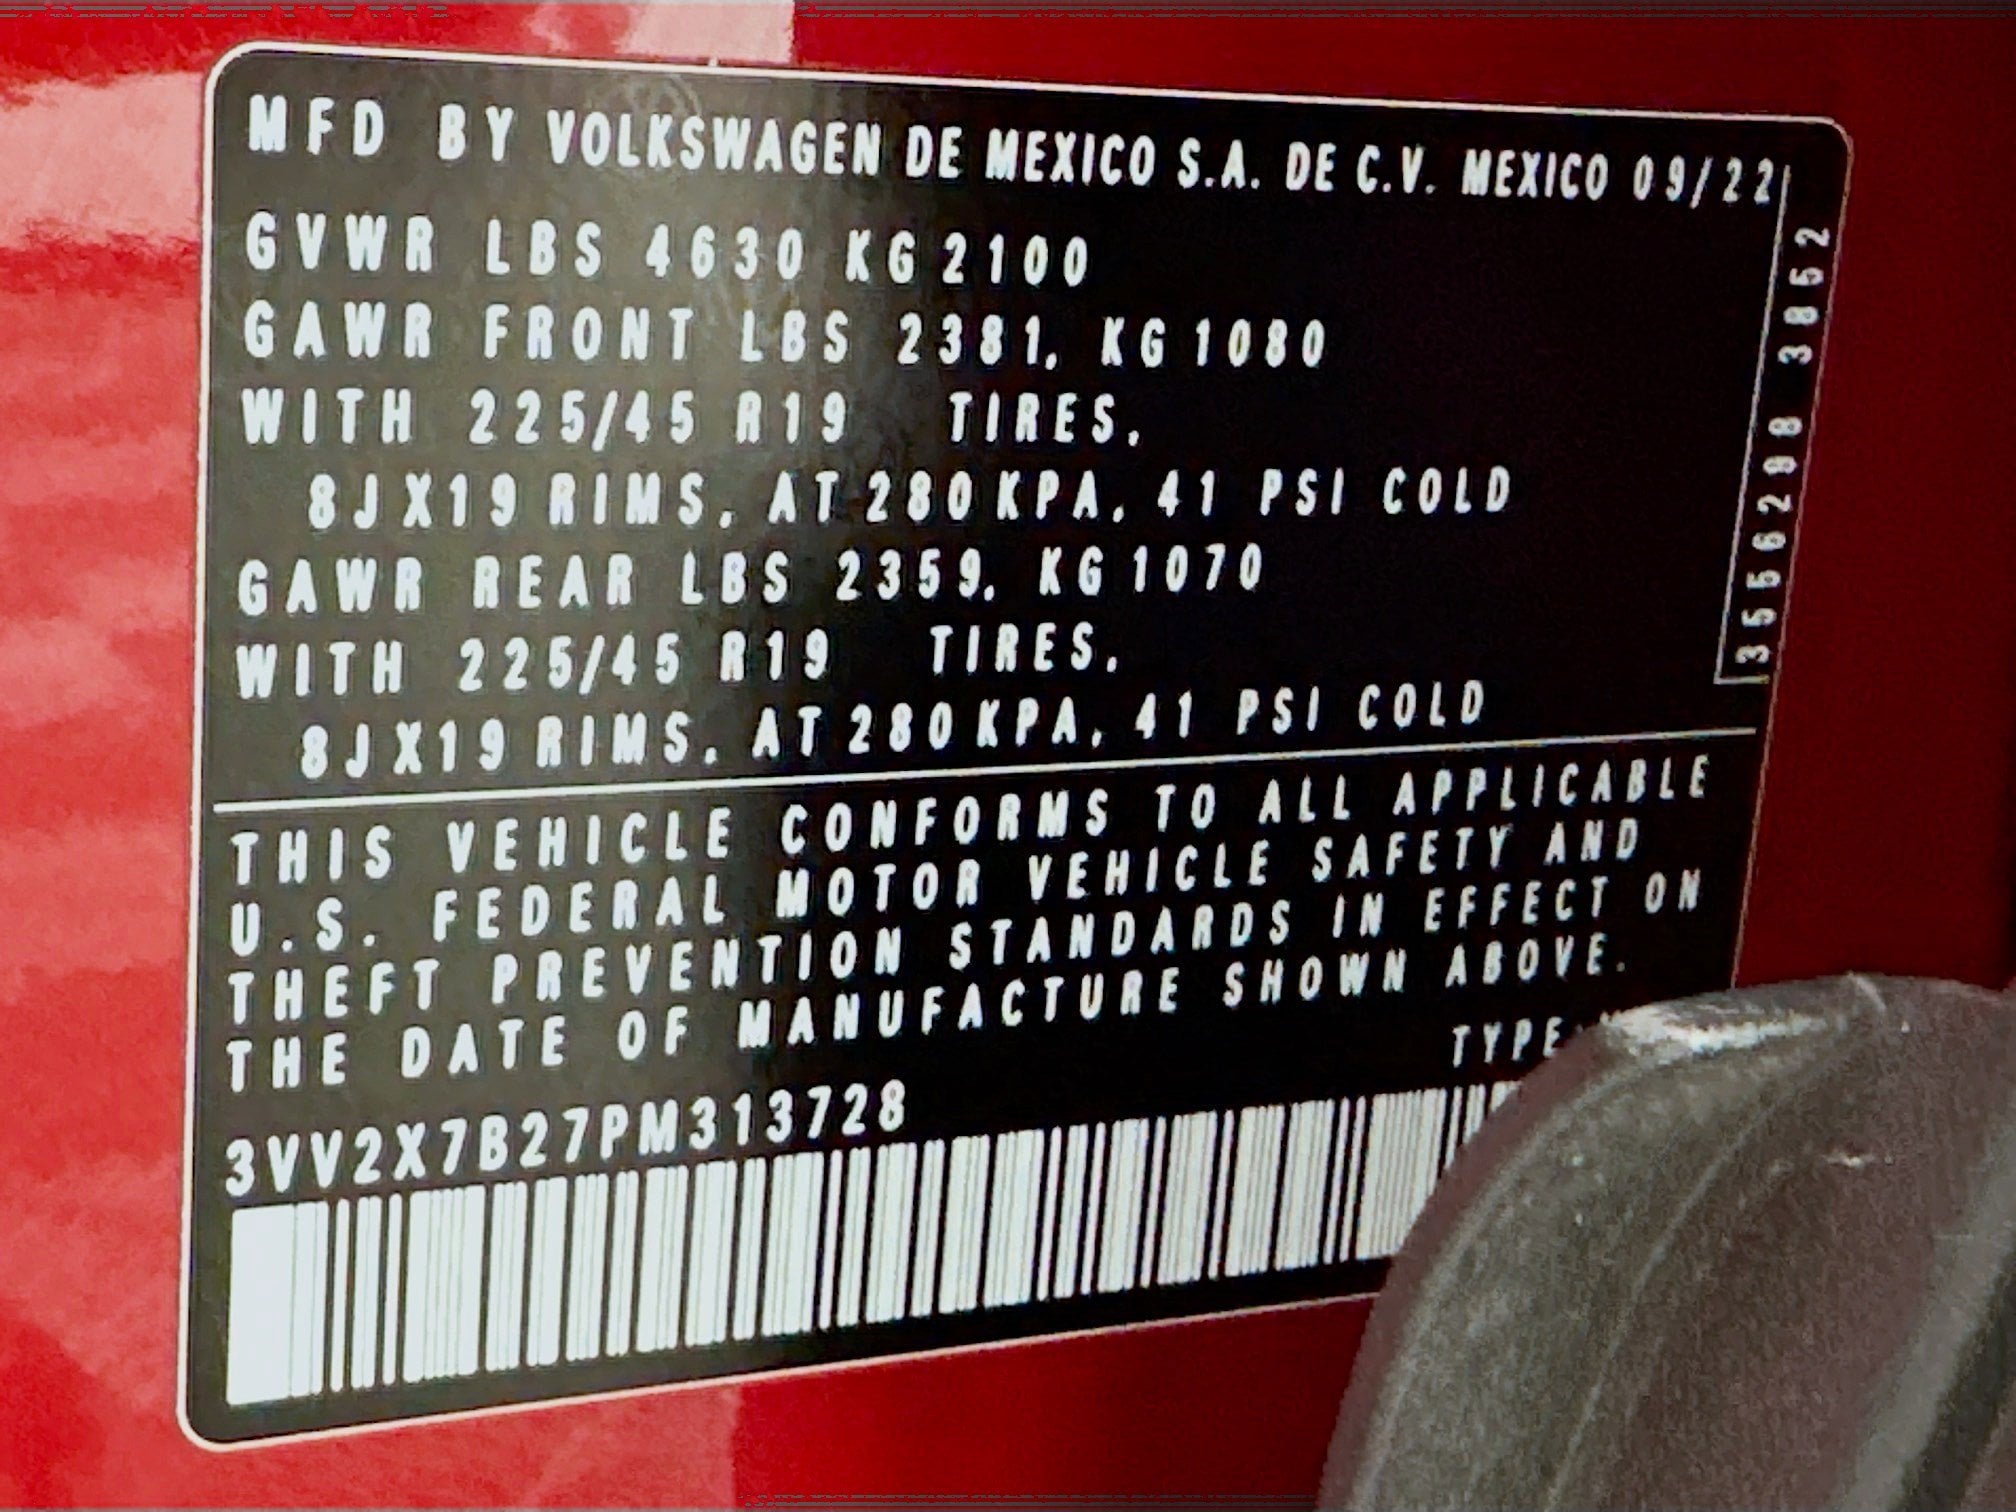 MFD BY VOLKSWAGEN DE MEXICO S.A. DE C.V. MEXICO 09/22
GVWR LBS 4630 KG 2100
GAWR FRONT LBS 2381, KG 1080
WITH 225/45 R19 TIRES,
8JX19 RIMS, AT 280 KPA, 41 PSI COLD
GAWR REAR LBS 2359, KG 1070
WITH 225/45 R19 TIRES,
8JX19 RIMS, AT 280 KPA, 41 PSI COLD
3556208 3852
THIS VEHICLE CONFORMS TO ALL APPLICABLE
U.S. FEDERAL MOTOR VEHICLE SAFETY AND
THEFT PREVENTION STANDARDS IN EFFECT ON
THE DATE OF MANUFACTURE SHOWN ABOVE.
TYPE
3VV2X7B27PM313728